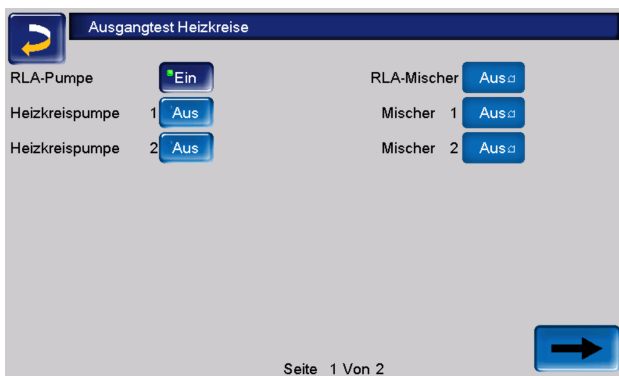 Ausgangtest Heizkreise
RLA-Pumpe Ein RLA-Mischer Aus
Heizkreispumpe 1 Aus Mischer 1 Aus
Heizkreispumpe 2 Aus Mischer 2 Aus
Seite 1 Von 2